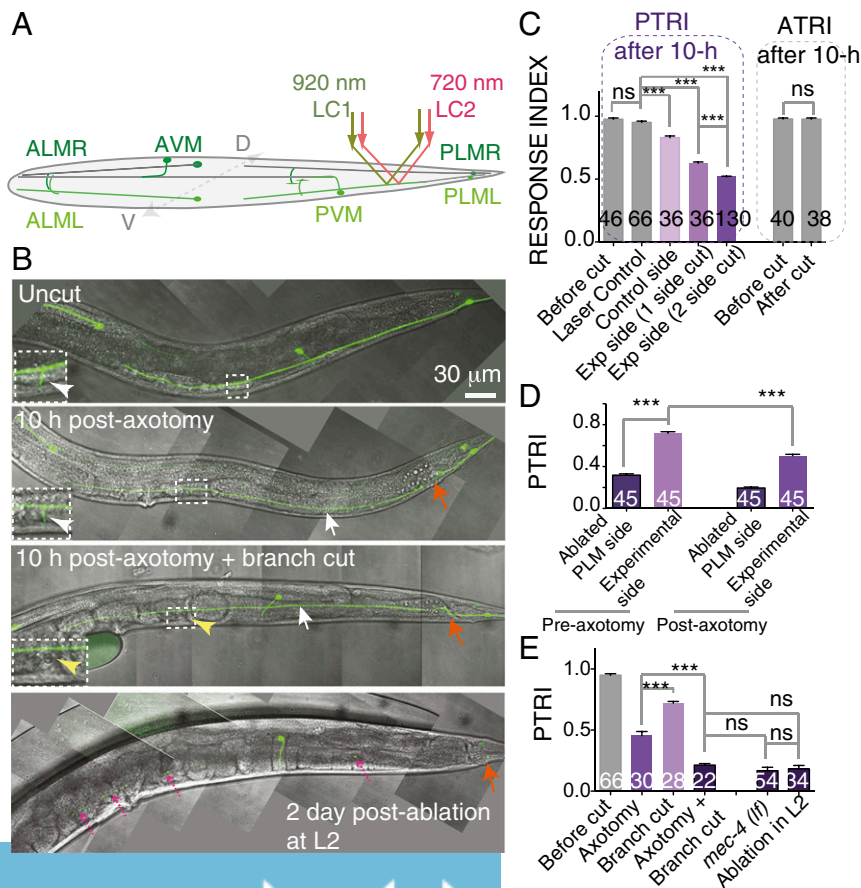 A
920 nm
LC1
720 nm
LC2
ALMR
AVM
D
PLMR
ALML
V
PVM
PLML
B
Uncut
30 µm
10 h post-axotomy
10 h post-axotomy + branch cut
2 day post-ablation
at L2
C
PTRI
after 10-h
ATRI
after 10-h
RESPONSE INDEX
1.0
0.5
0.0
ns
***
***
***
***
ns
46
66
36
36
130
40
38
Before cut
Laser Control
Control side
Exp side (1 side cut)
Exp side (2 side cut)
Before cut
After cut
D
PTRI
0.8
0.4
0.0
***
***
45
45
45
45
Ablated
PLM side
Experimental
side
Ablated
PLM side
Experimental
side
Pre-axotomy
Post-axotomy
E
PTRI
1.0
0.5
0.0
***
***
ns
ns
ns
66
30
28
22
54
34
Before cut
Axotomy
Branch cut
Axotomy +
Branch cut
mec-4 (lf)
Ablation in L2